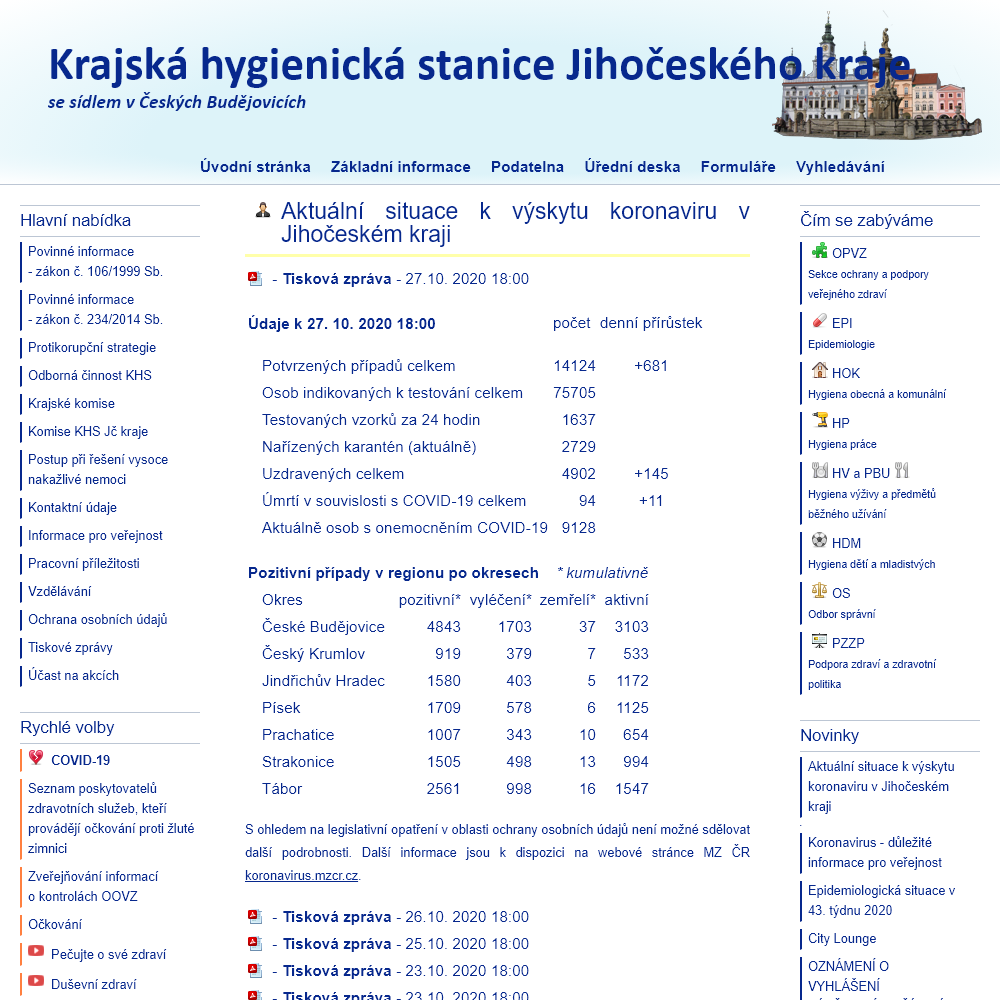 Krajská hygienická stanice Jihočeského kraje
se sídlem v Českých Budějovicích
Úvodní stránka Základní informace Podatelna Úřední deska Formuláře Vyhledávání
Hlavní nabídka
Povinné informace
- zákon č. 106/1999 Sb.
Povinné informace
- zákon č. 234/2014 Sb.
Protikorupční strategie
Odborná činnost KHS
Krajské komise
Komise KHS Jč kraje
Postup při řešení vysoce
nakažlivé nemoci
Kontaktní údaje
Informace pro veřejnost
Pracovní příležitosti
Vzdělávání
Ochrana osobních údajů
Tiskové zprávy
Účast na akcích
Rychlé volby
COVID-19
Seznam poskytovatelů
zdravotních služeb, kteří
provádějí očkování proti žluté
zimnici
Zveřejňování informací
o kontrolách OOVZ
Očkování
Pečujte o své zdraví
Duševní zdraví
Aktuální situace k výskytu koronaviru v
Jihočeském kraji
- Tisková zpráva - 27.10. 2020 18:00
Údaje k 27. 10. 2020 18:00 počet denní přírůstek
Potvrzených případů celkem 14124 +681
Osob indikovaných k testování celkem 75705
Testovaných vzorků za 24 hodin 1637
Nařízených karantén (aktuálně) 2729
Uzdravených celkem 4902 +145
Úmrtí v souvislosti s COVID-19 celkem 94 +11
Aktuálně osob s onemocněním COVID-19 9128
Pozitivní případy v regionu po okresech * kumulativně
Okres pozitivní* vyléčení* zemřelí* aktivní
České Budějovice 4843 1703 37 3103
Český Krumlov 919 379 7 533
Jindřichův Hradec 1580 403 5 1172
Písek 1709 578 6 1125
Prachatice 1007 343 10 654
Strakonice 1505 498 13 994
Tábor 2561 998 16 1547
S ohledem na legislativní opatření v oblasti ochrany osobních údajů není možné sdělovat
další podrobnosti. Další informace jsou k dispozici na webové stránce MZ ČR
koronavirus.mzcr.cz.
- Tisková zpráva - 26.10. 2020 18:00
- Tisková zpráva - 25.10. 2020 18:00
- Tisková zpráva - 23.10. 2020 18:00
- Tisková zpráva - 23.10. 2020 18:00
Čím se zabýváme
OPVZ
Sekce ochrany a podpory
veřejného zdraví
EPI
Epidemiologie
HOK
Hygiena obecná a komunální
HP
Hygiena práce
HV a PBU
Hygiena výživy a předmětů
běžného užívání
HDM
Hygiena dětí a mladistvých
OS
Odbor správní
PZZP
Podpora zdraví a zdravotní
politika
Novinky
Aktuální situace k výskytu
koronaviru v Jihočeském
kraji
.
Koronavirus - důležité
informace pro veřejnost
Epidemiologická situace v
43. týdnu 2020
City Lounge
OZNÁMENÍ O
VYHLÁŠENÍ